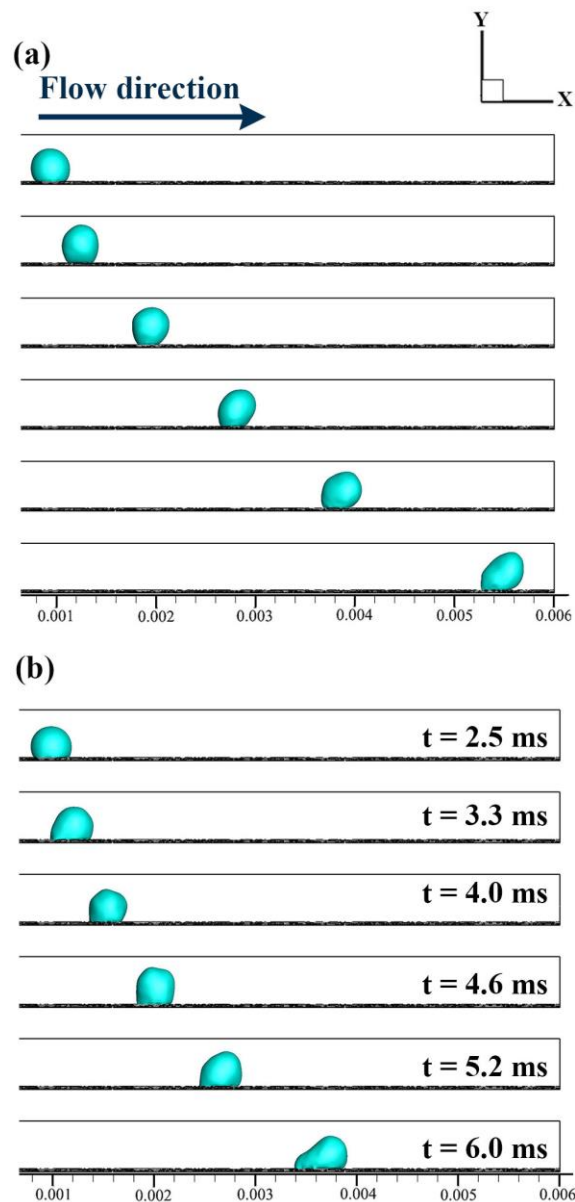 (a)
Y
X
Flow direction
0.001 0.002 0.003 0.004 0.005 0.006
(b)
t = 2.5 ms
t = 3.3 ms
t = 4.0 ms
t = 4.6 ms
t = 5.2 ms
t = 6.0 ms
0.001 0.002 0.003 0.004 0.005 0.006